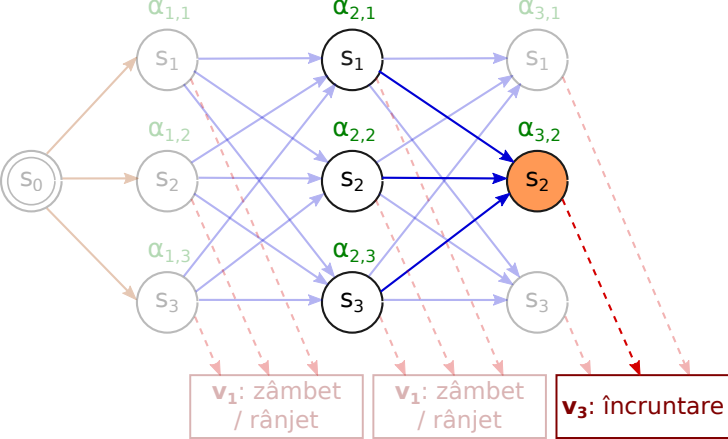 α1,1 α2,1 α3,1
s1 s1 s1
α1,2 α2,2 α3,2
s0 s2 s2 s2
α1,3 α2,3
s3 s3 s3
v1: zâmbet
/ rânjet
v1: zâmbet
/ rânjet
v3: încruntare